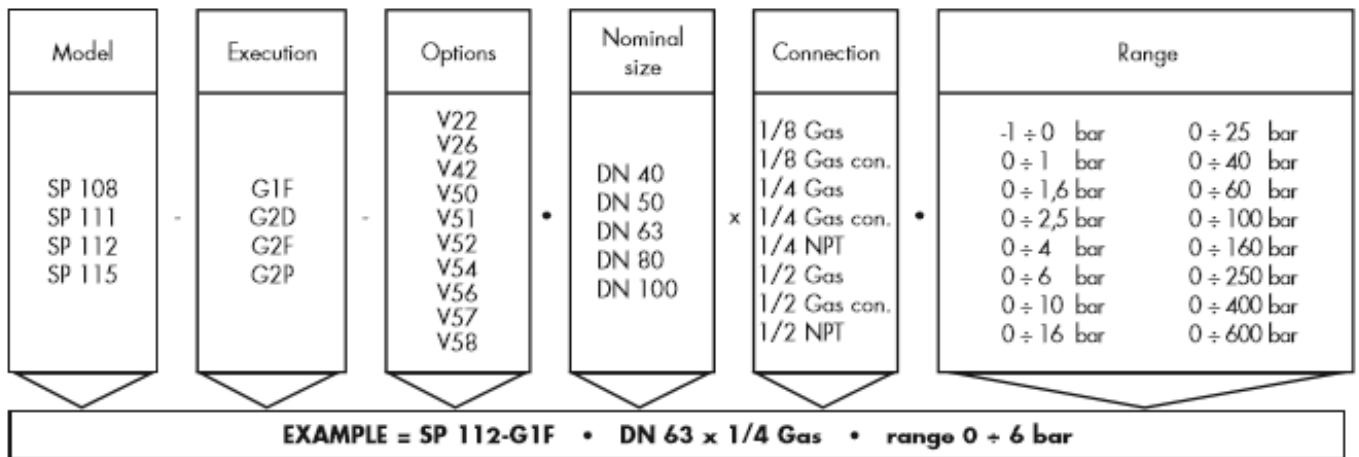 Model
Execution
Options
Nominal
size
Connection
Range
SP 108
SP 111
SP 112
SP 115
-
G1F
G2D
G2F
G2P
-
V22
V26
V42
V50
V51
V52
V54
V56
V57
V58
•
DN 40
DN 50
DN 63
DN 80
DN 100
x
1/8 Gas
1/8 Gas con.
1/4 Gas
1/4 Gas con.
1/4 NPT
1/2 Gas
1/2 Gas con.
1/2 NPT
•
-1 ÷ 0 bar
0 ÷ 1 bar
0 ÷ 1,6 bar
0 ÷ 2,5 bar
0 ÷ 4 bar
0 ÷ 6 bar
0 ÷ 10 bar
0 ÷ 16 bar
0 ÷ 25 bar
0 ÷ 40 bar
0 ÷ 60 bar
0 ÷ 100 bar
0 ÷ 160 bar
0 ÷ 250 bar
0 ÷ 400 bar
0 ÷ 600 bar
EXAMPLE = SP 112-G1F • DN 63 x 1/4 Gas • range 0 ÷ 6 bar